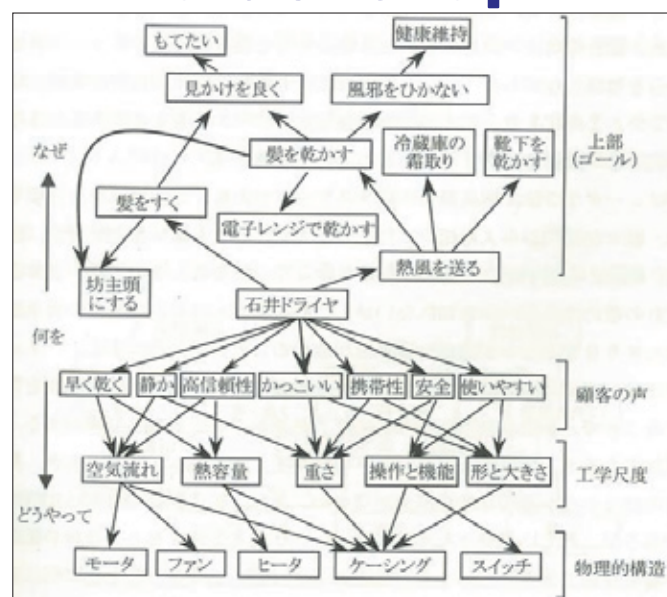 もてたい
健康維持
見かけを良く
風邪をひかない
なぜ
髪を乾かす
冷蔵庫の
霜取り
靴下を
乾かす
上部
(ゴール)
髪をすく
電子レンジで乾かす
熱風を送る
坊主頭
にする
石井ドライヤ
何を
早く乾く
静か
高信頼性
かっこいい
携帯性
安全
使いやすい
顧客の声
空気流れ
熱容量
重さ
操作と機能
形と大きさ
工学尺度
どうやって
モータ
ファン
ヒータ
ケーシング
スイッチ
物理的構造